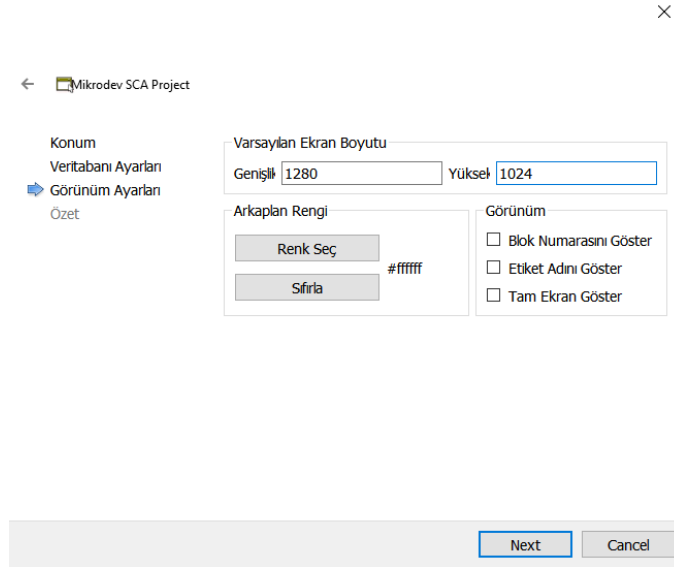 Mikrodev SCA Project
Konum
Veritabanı Ayarları
Görünüm Ayarları
Özet
Varsayılan Ekran Boyutu
Genişlik 1280 Yüksek 1024
Arkaplan Rengi
Renk Seç
#ffffff
Sıfırla
Görünüm
Blok Numarasını Göster
Etiket Adını Göster
Tam Ekran Göster
Next Cancel